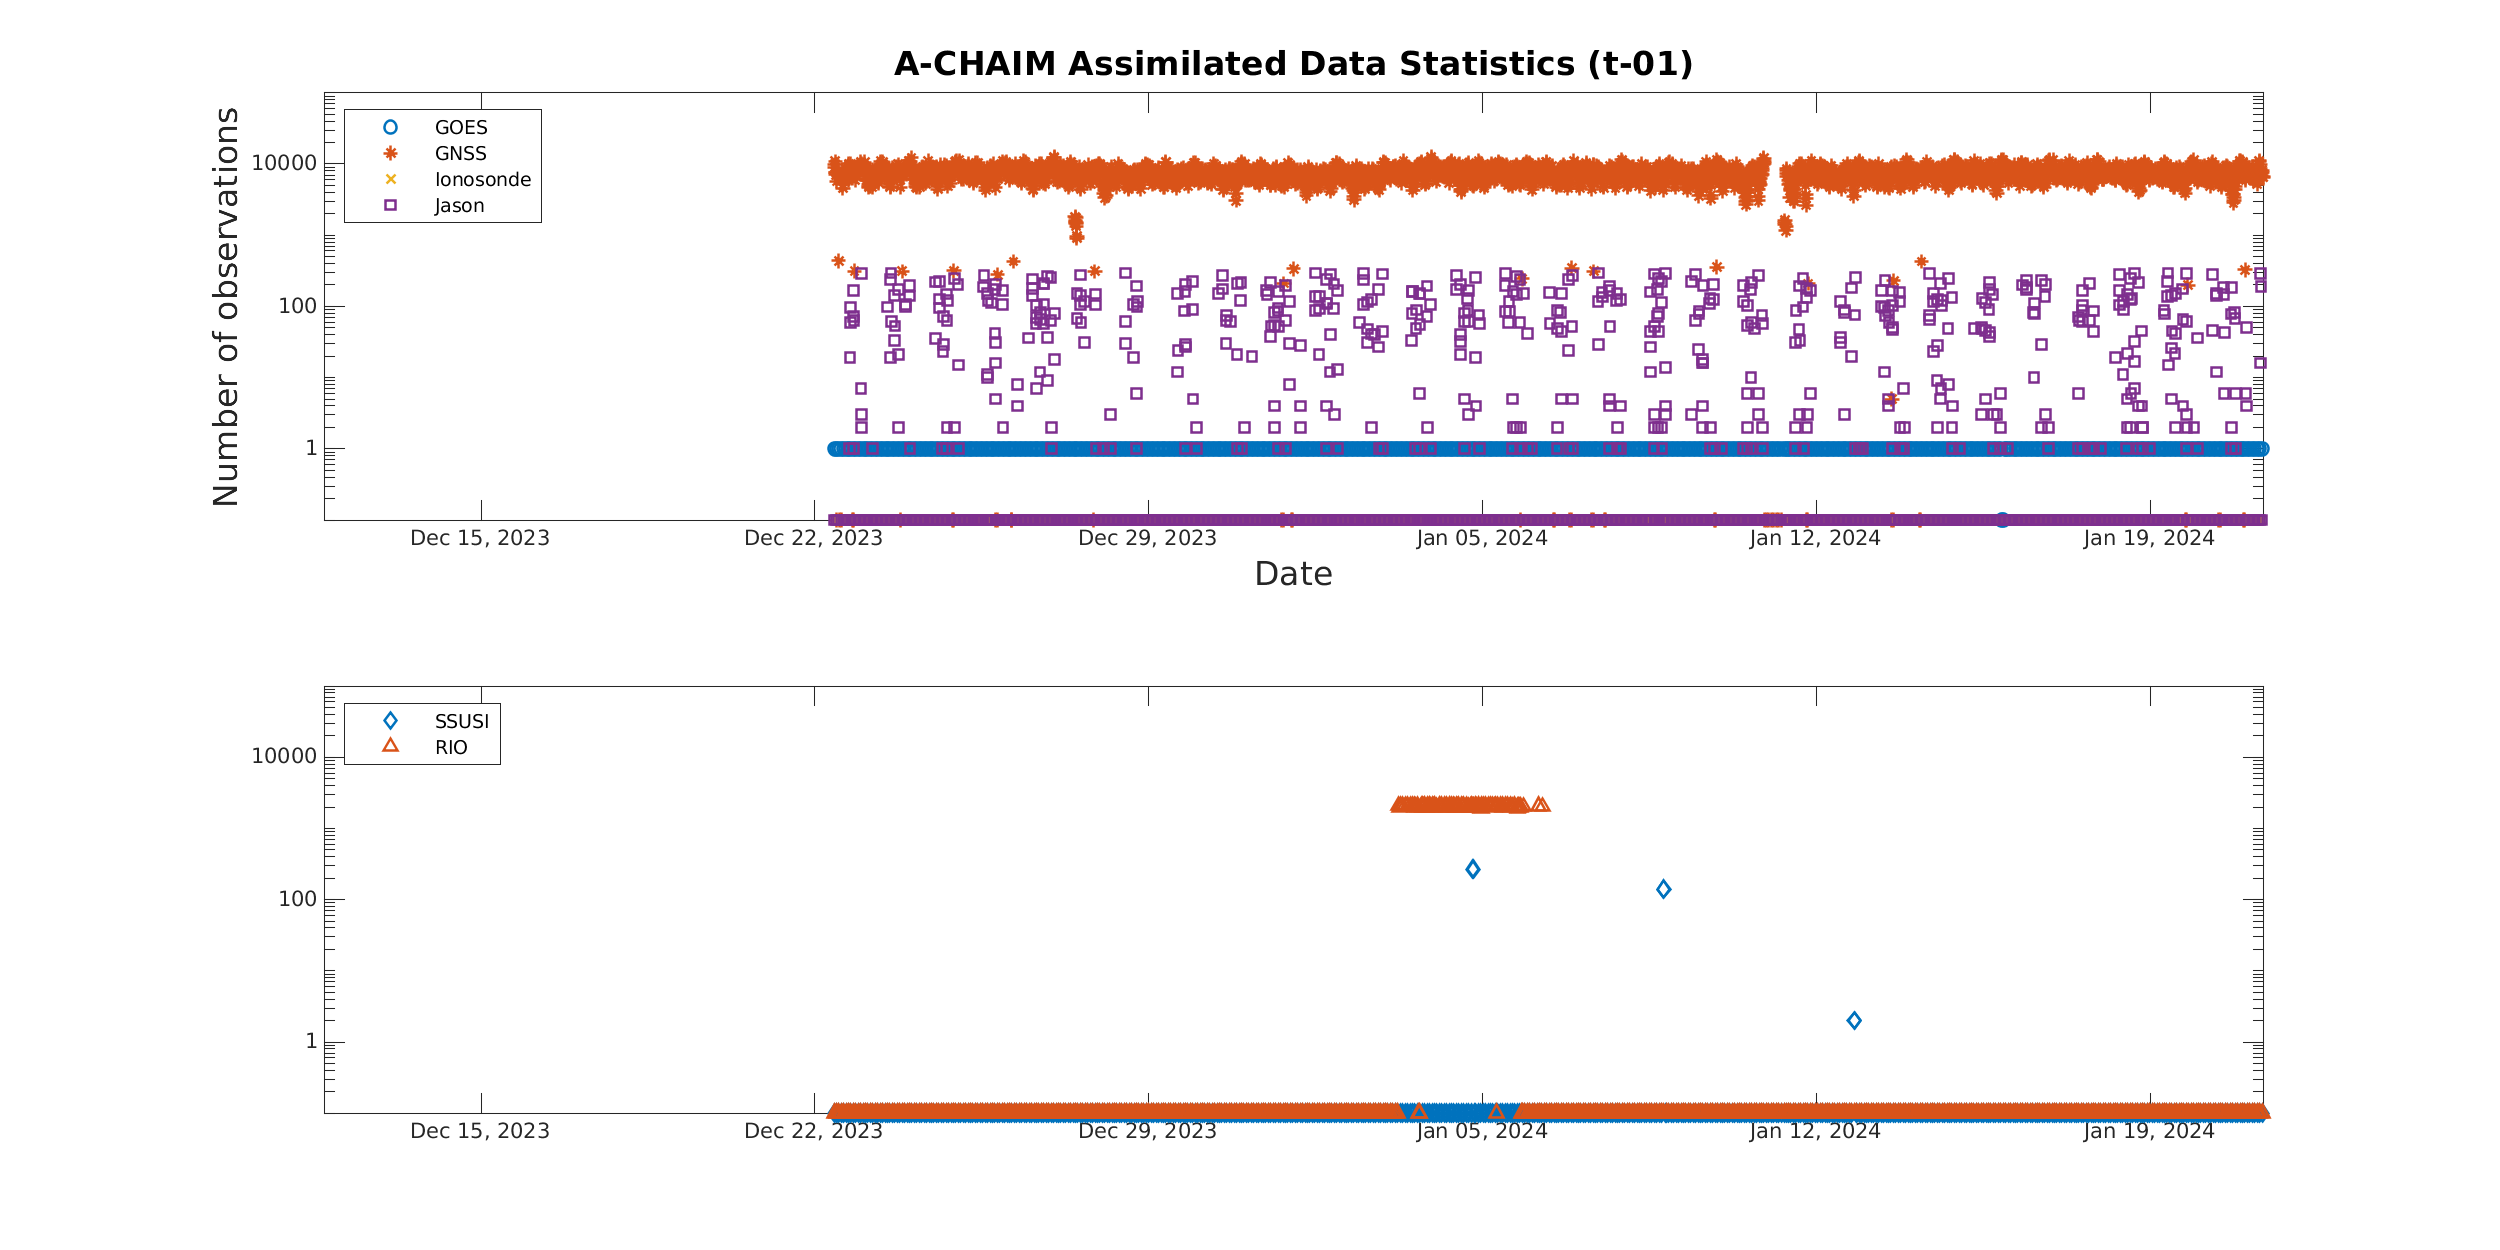 A-CHAIM Assimilated Data Statistics (t-01)
Number of observations
10000
100
1
GOES
GNSS
Ionosonde
Jason
Dec 15, 2023
Dec 22, 2023
Dec 29, 2023
Jan 05, 2024
Jan 12, 2024
Jan 19, 2024
Date
10000
100
1
SSUSI
RIO
Dec 15, 2023
Dec 22, 2023
Dec 29, 2023
Jan 05, 2024
Jan 12, 2024
Jan 19, 2024